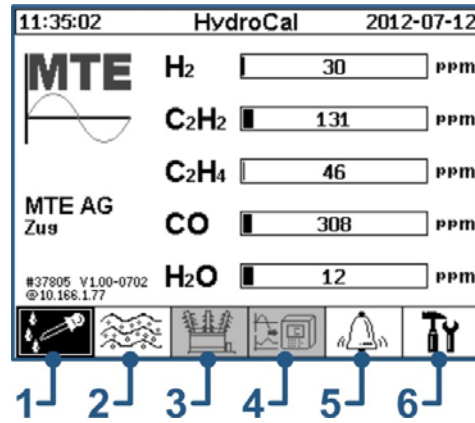 11:35:02 HydroCal 2012-07-12
MTE
H₂ 30 ppm
C₂H₂ 131 ppm
C₂H₄ 46 ppm
MTE AG
Zug
CO 308 ppm
#37805 V1.00-0702
@10.166.1.77
H₂O 12 ppm
1 2 3 4 5 6